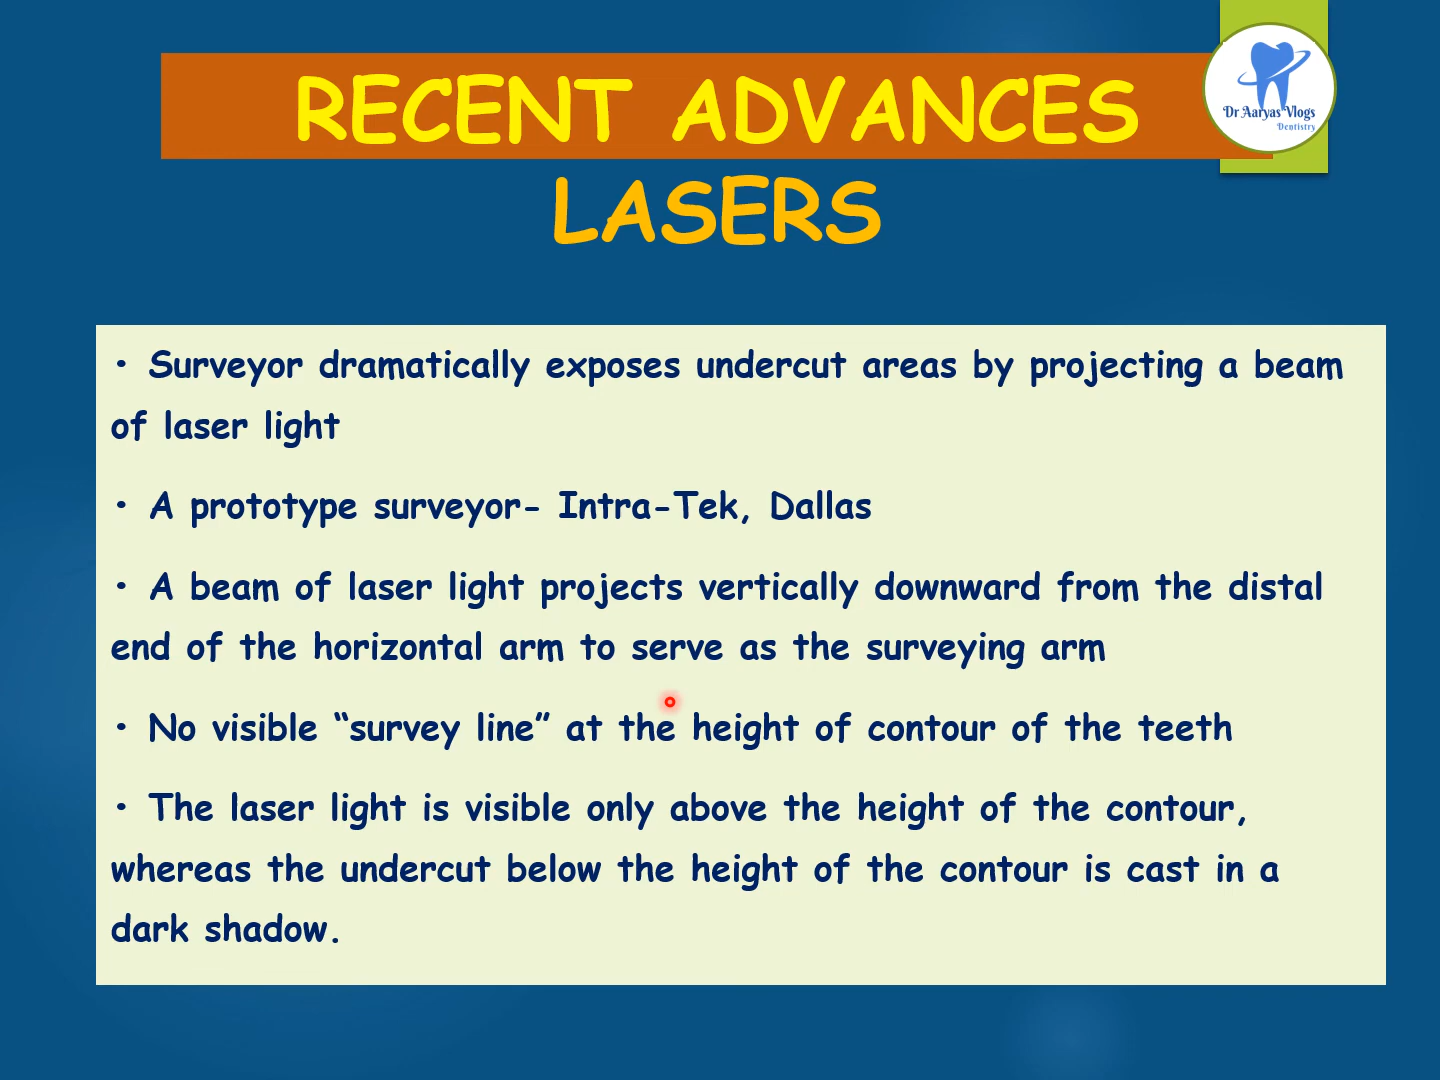 RECENT ADVANCES
Dr Aaryas Vlogs
Dentistry
LASERS
• Surveyor dramatically exposes undercut areas by projecting a beam
of laser light
• A prototype surveyor- Intra-Tek, Dallas
• A beam of laser light projects vertically downward from the distal
end of the horizontal arm to serve as the surveying arm
• No visible “survey line” at the height of contour of the teeth
• The laser light is visible only above the height of the contour,
whereas the undercut below the height of the contour is cast in a
dark shadow.